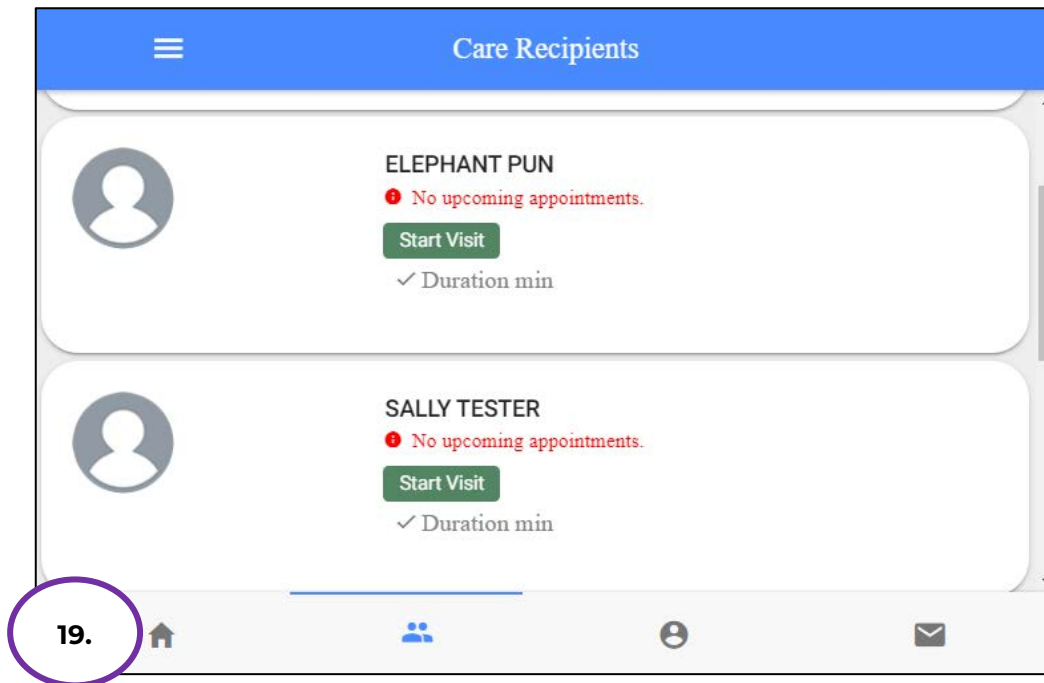 Care Recipients
ELEPHANT PUN
No upcoming appointments.
Start Visit
Duration min
SALLY TESTER
No upcoming appointments.
Start Visit
Duration min
19.